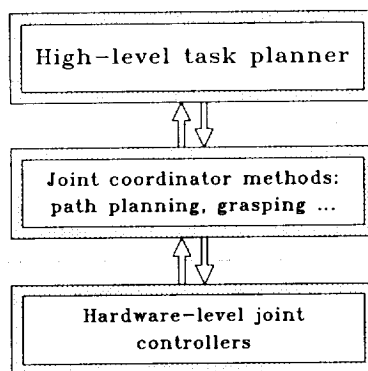 High-level task planner
Joint coordinator methods:
path planning, grasping ...
Hardware-level joint
controllers